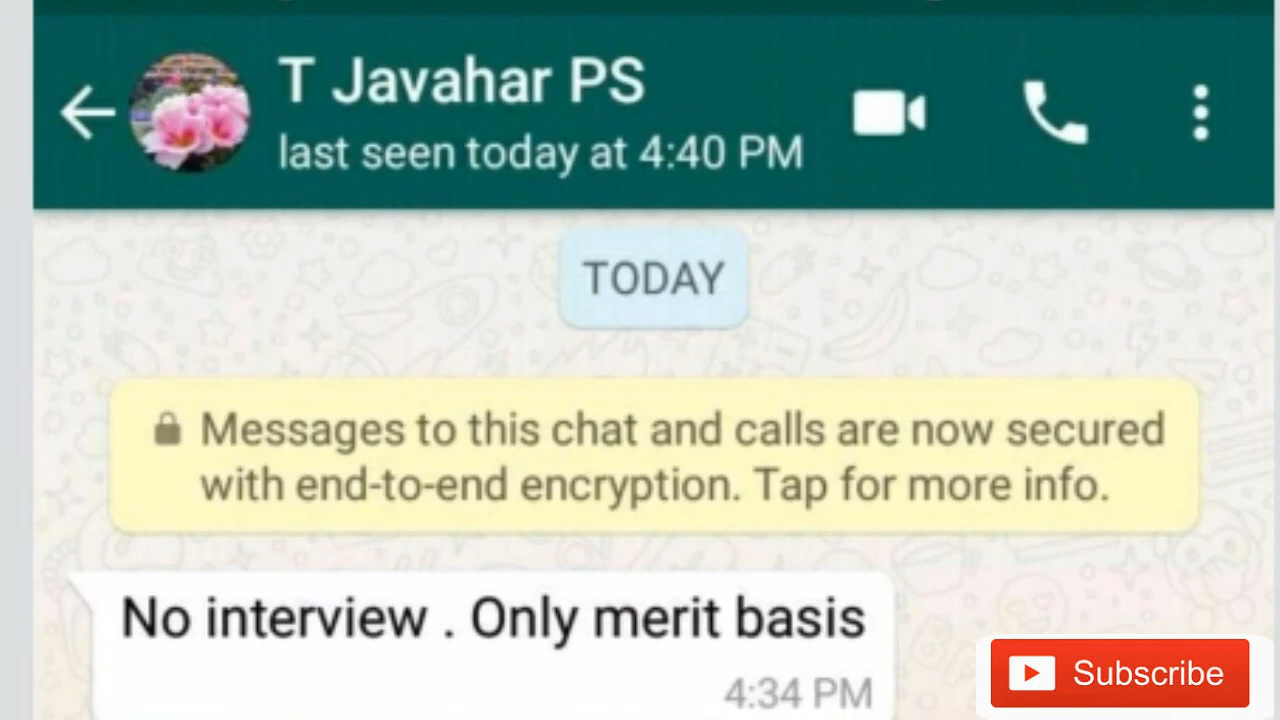 T Javahar PS
last seen today at 4:40 PM
TODAY
Messages to this chat and calls are now secured
with end-to-end encryption. Tap for more info.
No interview . Only merit basis
4:34 PM
Subscribe